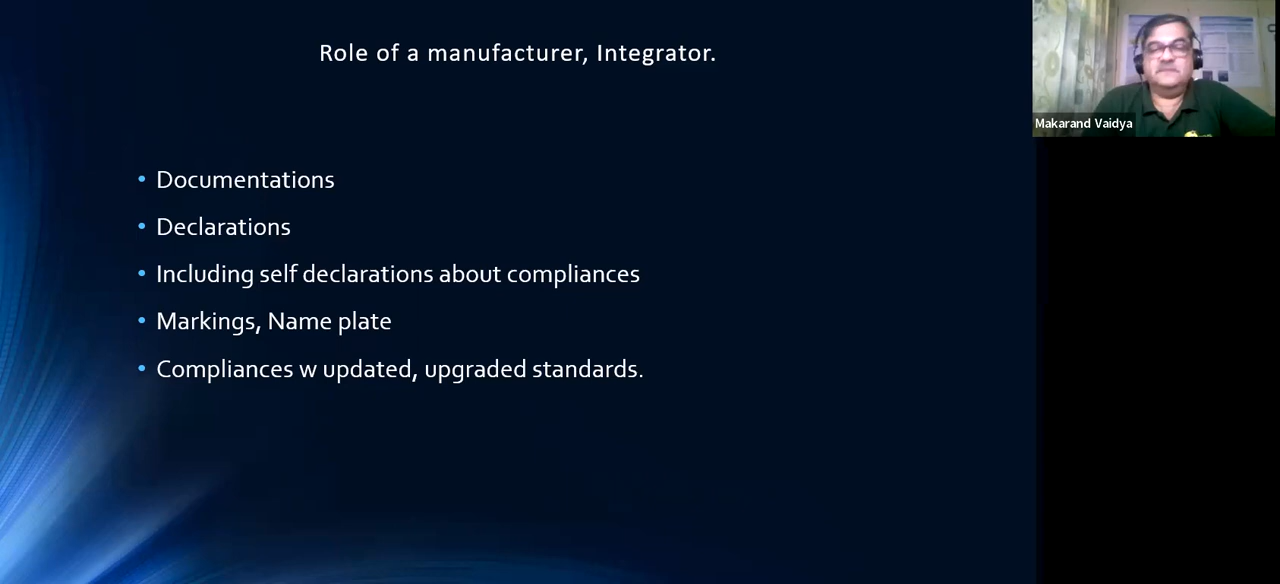 Role of a manufacturer, Integrator.
Documentations
Declarations
Including self declarations about compliances
Markings, Name plate
Compliances w updated, upgraded standards.
Makarand Vaidya